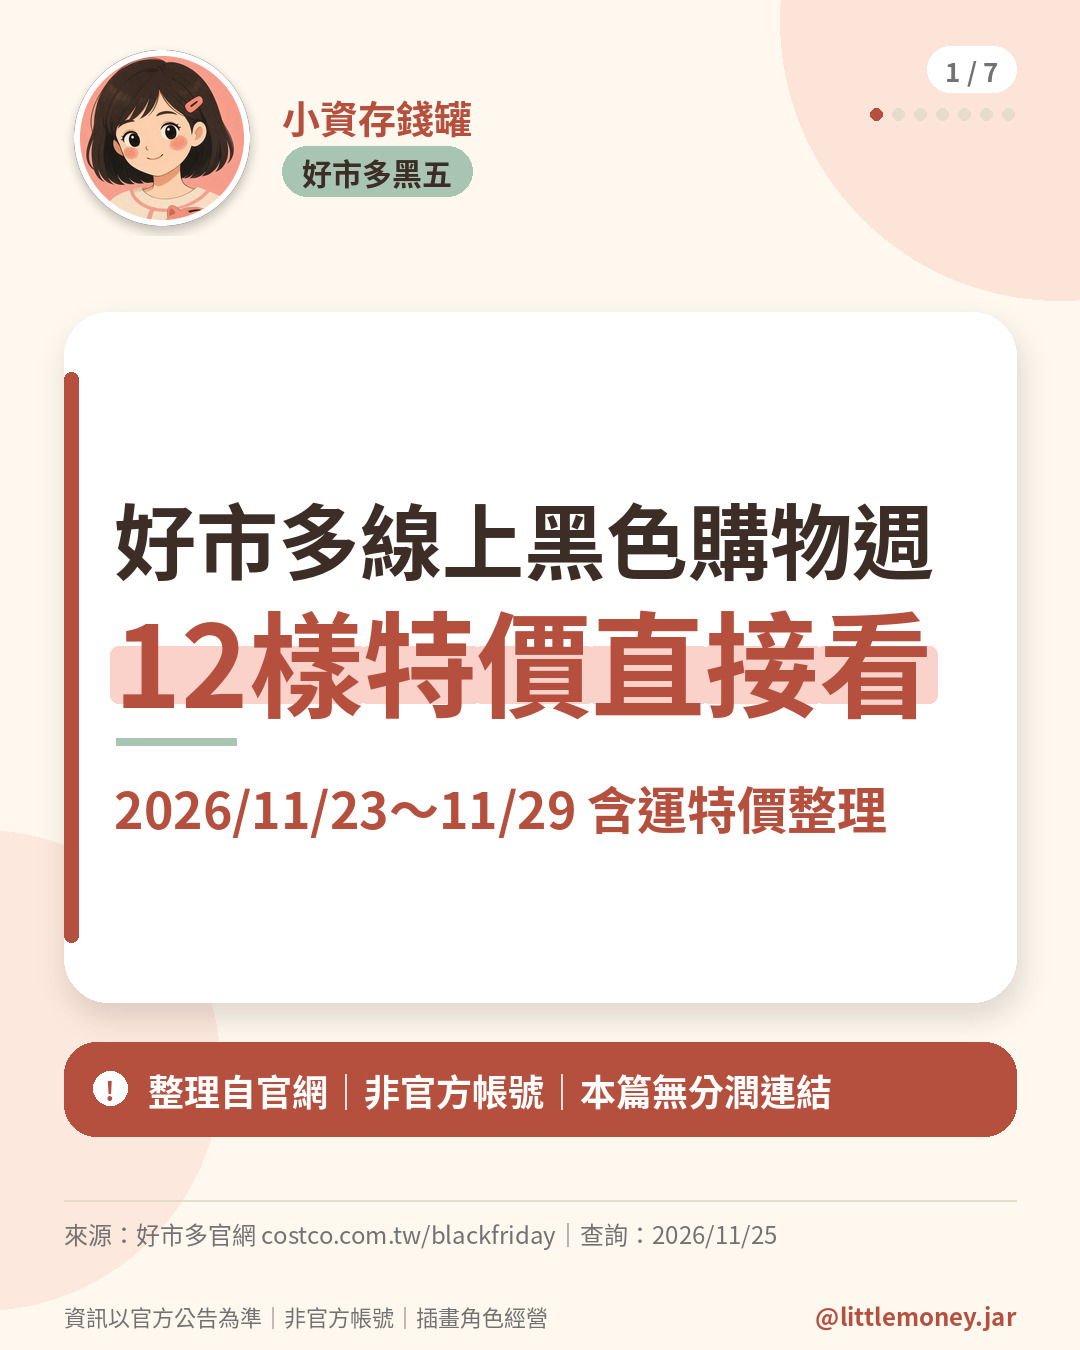 小資存錢罐
好市多黑五
1 / 7
好市多線上黑色購物週
12樣特價直接看
2026/11/23～11/29 含運特價整理
! 整理自官網｜非官方帳號｜本篇無分潤連結
來源：好市多官網 costco.com.tw/blackfriday｜查詢：2026/11/25
資訊以官方公告為準｜非官方帳號｜插畫角色經營
@littlemoney.jar